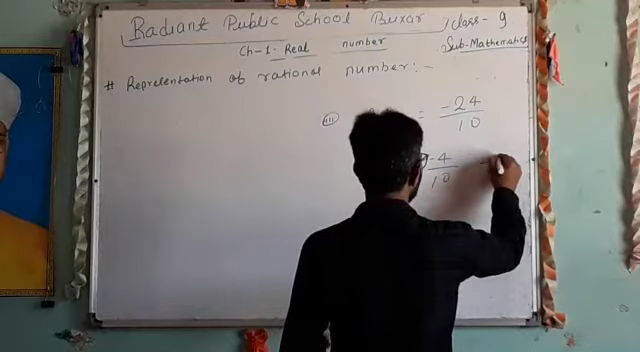 Radiant Public School Buxar / class - 9
Ch-1- Real number Sub-Mathematics
# Reprelentation of rational number:-
(iii) = -24/10
-4/10